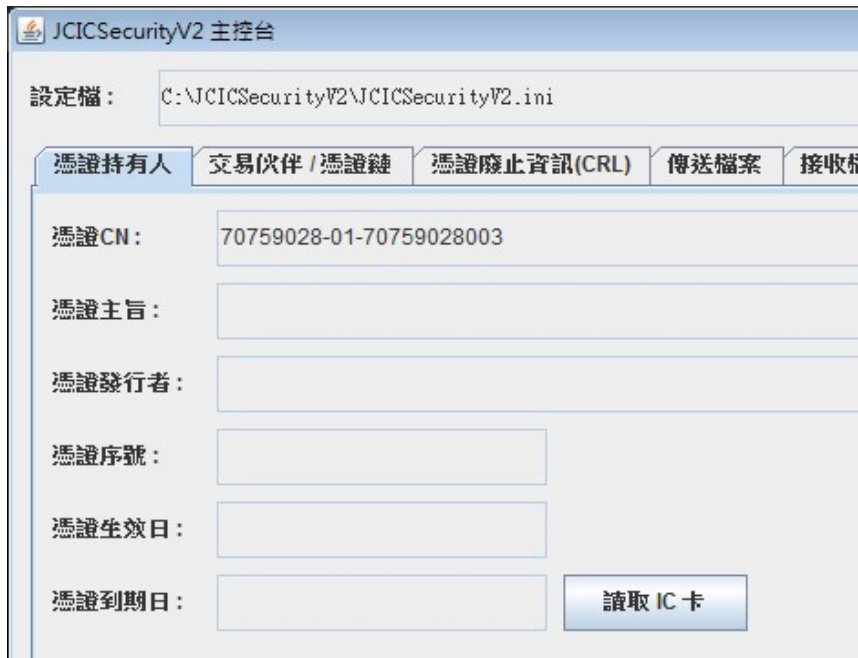 JCICSecurityV2 主控台
設定檔： C:\JCICSecurityV2\JCICSecurityV2.ini
憑證持有人 交易伙伴 / 憑證鏈 憑證廢止資訊(CRL) 傳送檔案 接收檔
憑證CN： 70759028-01-70759028003
憑證主旨：
憑證發行者：
憑證序號：
憑證生效日：
憑證到期日： 讀取 IC 卡